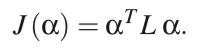 J(α) = α^T L α.